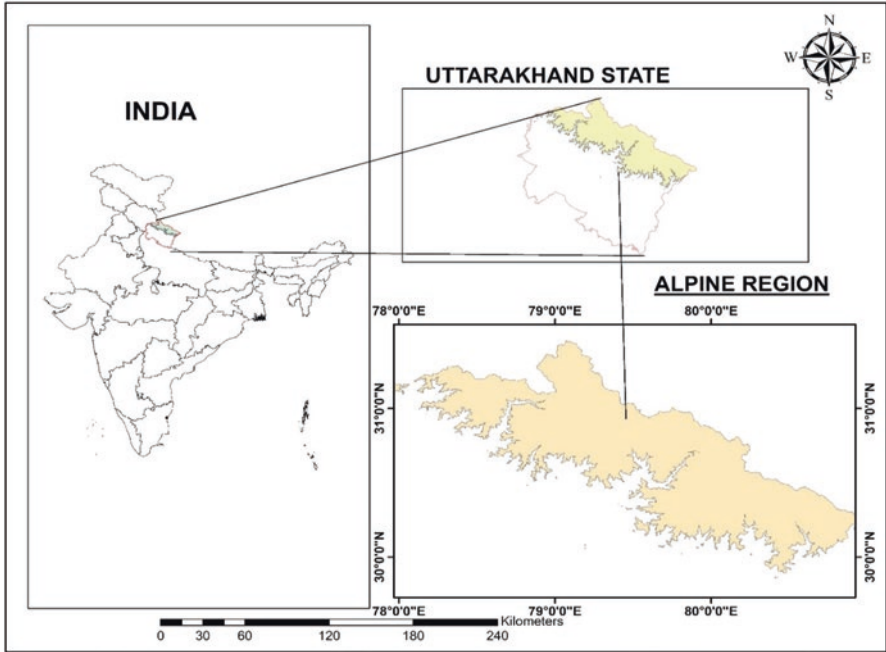 N
W E
S
UTTARAKHAND STATE
INDIA
ALPINE REGION
78°0'0"E 79°0'0"E 80°0'0"E
31°0'0"N 31°0'0"N
30°0'0"N 30°0'0"N
78°0'0"E 79°0'0"E 80°0'0"E
Kilometers
0 15 30 60 120 180 240